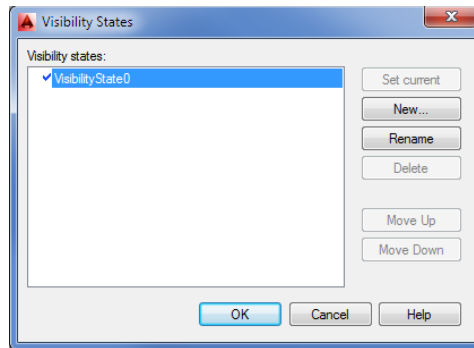 Visibility States
Visibility states:
VisibilityState0
Set current
New...
Rename
Delete
Move Up
Move Down
OK
Cancel
Help